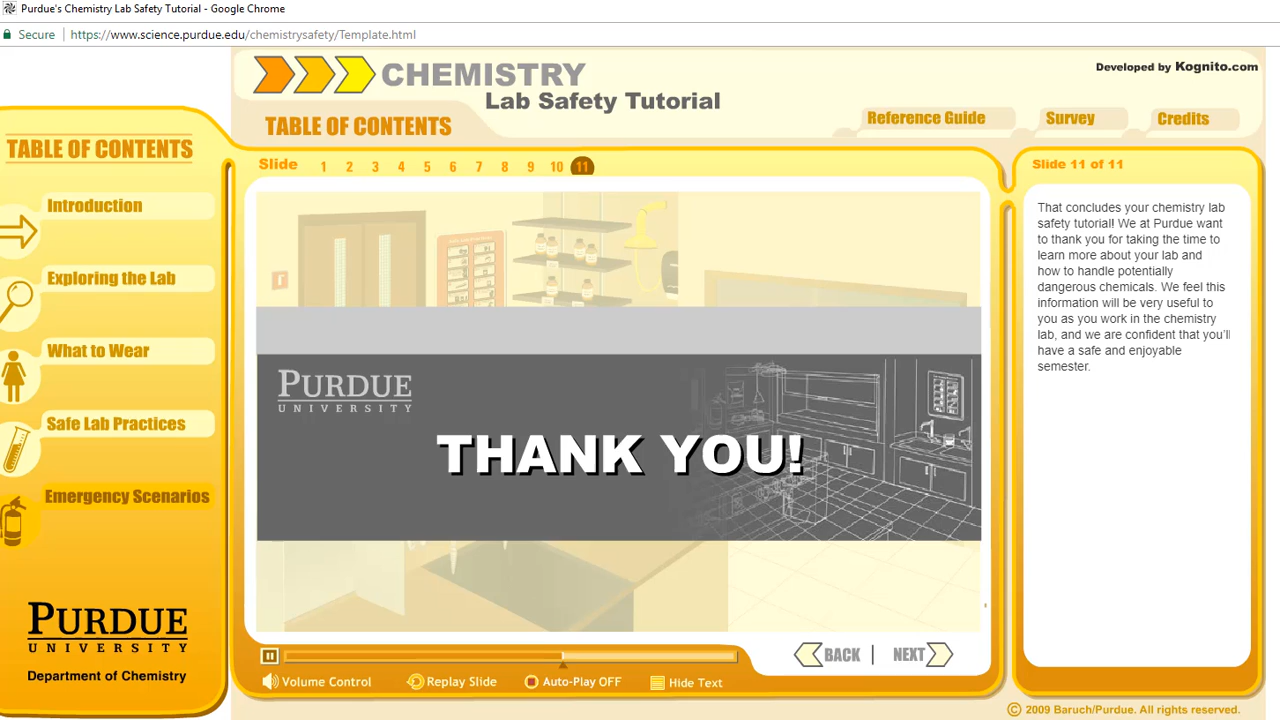 Purdue's Chemistry Lab Safety Tutorial - Google Chrome
Secure | https://www.science.purdue.edu/chemistrysafety/Template.html
CHEMISTRY
Lab Safety Tutorial
Developed by Kognito.com
TABLE OF CONTENTS
Reference Guide
Survey
Credits
TABLE OF CONTENTS
Introduction
Exploring the Lab
What to Wear
Safe Lab Practices
Emergency Scenarios
PURDUE
UNIVERSITY
Department of Chemistry
Slide 1 2 3 4 5 6 7 8 9 10 11
PURDUE
UNIVERSITY
THANK YOU!
BACK | NEXT
Volume Control
Replay Slide
Auto-Play OFF
Hide Text
Slide 11 of 11
That concludes your chemistry lab
safety tutorial! We at Purdue want
to thank you for taking the time to
learn more about your lab and
how to handle potentially
dangerous chemicals. We feel this
information will be very useful to
you as you work in the chemistry
lab, and we are confident that you'll
have a safe and enjoyable
semester.
© 2009 Baruch/Purdue. All rights reserved.